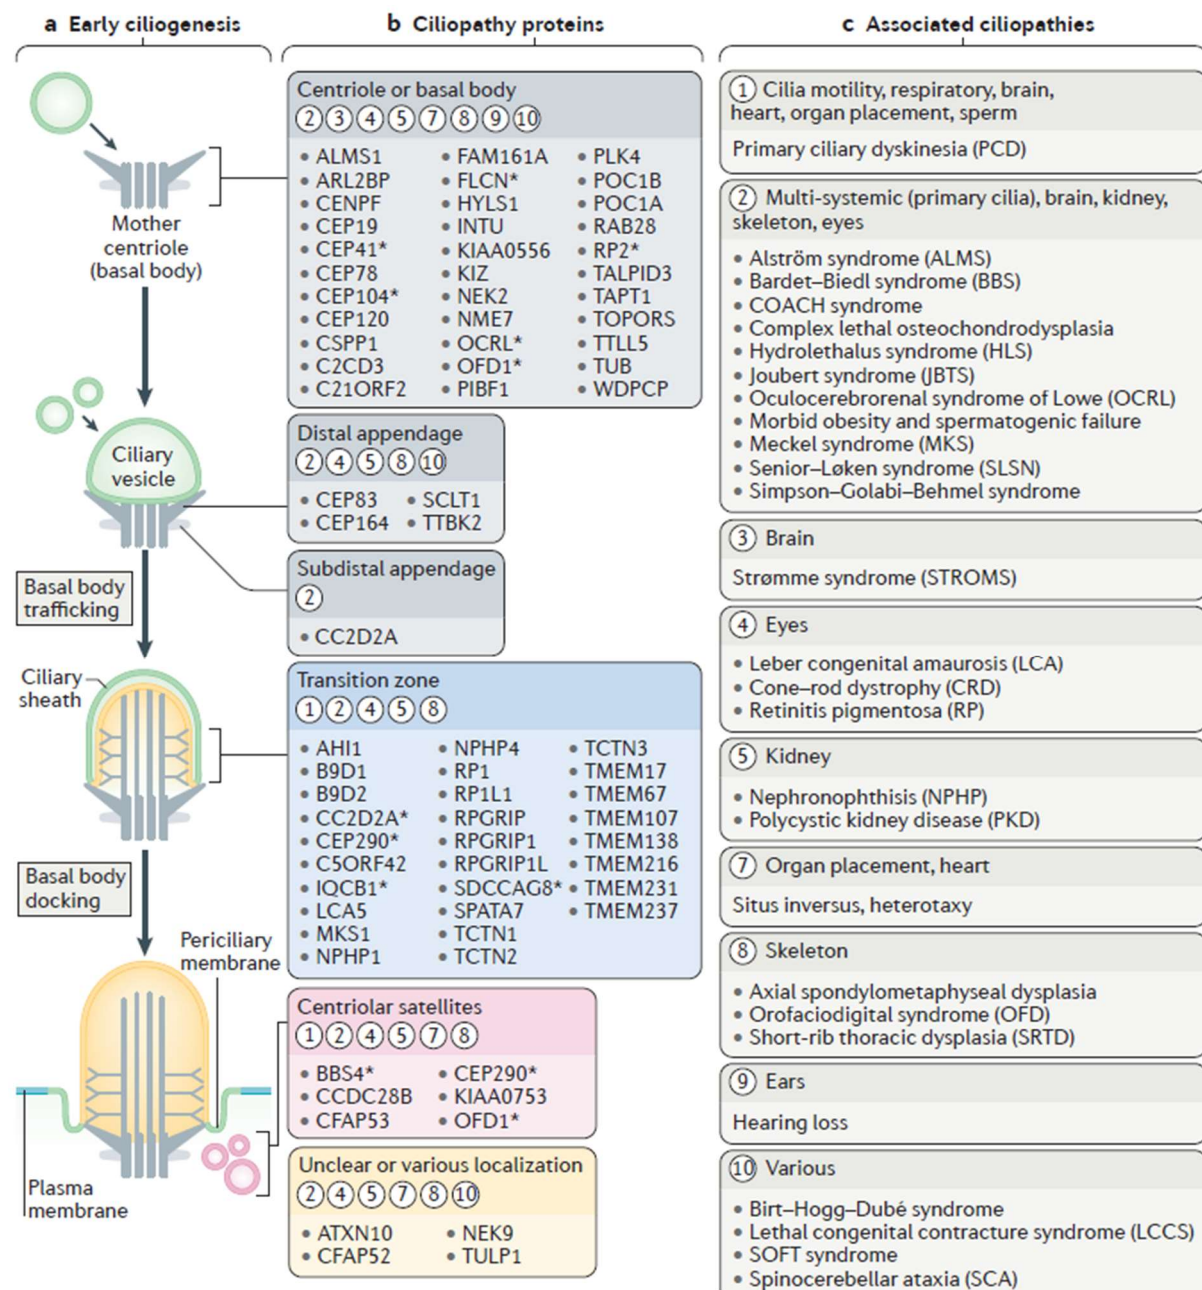 a Early ciliogenesis
b Ciliopathy proteins
c Associated ciliopathies
Mother
centriole
(basal body)
Ciliary
vesicle
Basal body
trafficking
Ciliary
sheath
Basal body
docking
Periciliary
membrane
Plasma
membrane
Centriole or basal body
2 3 4 5 7 8 9 10
• ALMS1
• ARL2BP
• CENPF
• CEP19
• CEP41*
• CEP78
• CEP104*
• CEP120
• CSPP1
• C2CD3
• C21ORF2
• FAM161A
• FLCN*
• HYLS1
• INTU
• KIAA0556
• KIZ
• NEK2
• NME7
• OCRL*
• OFD1*
• PIBF1
• PLK4
• POC1B
• POC1A
• RAB28
• RP2*
• TALPID3
• TAPT1
• TOPORS
• TTLL5
• TUB
• WDPCP
Distal appendage
2 4 5 8 10
• CEP83
• CEP164
• SCLT1
• TTBK2
Subdistal appendage
2
• CC2D2A
Transition zone
1 2 4 5 8
• AHI1
• B9D1
• B9D2
• CC2D2A*
• CEP290*
• C5ORF42
• IQCB1*
• LCA5
• MKS1
• NPHP1
• NPHP4
• RP1
• RP1L1
• RPGRIP
• RPGRIP1
• RPGRIP1L
• SDCCAG8*
• SPATA7
• TCTN1
• TCTN2
• TCTN3
• TMEM17
• TMEM67
• TMEM107
• TMEM138
• TMEM216
• TMEM231
• TMEM237
Centriolar satellites
1 2 4 5 7 8
• BBS4*
• CCDC28B
• CFAP53
• CEP290*
• KIAA0753
• OFD1*
Unclear or various localization
2 4 5 7 8 10
• ATXN10
• CFAP52
• NEK9
• TULP1
1 Cilia motility, respiratory, brain,
heart, organ placement, sperm
Primary ciliary dyskinesia (PCD)
2 Multi-systemic (primary cilia), brain, kidney,
skeleton, eyes
• Alström syndrome (ALMS)
• Bardet–Biedl syndrome (BBS)
• COACH syndrome
• Complex lethal osteochondrodysplasia
• Hydrolethalus syndrome (HLS)
• Joubert syndrome (JBTS)
• Oculocerebrorenal syndrome of Lowe (OCRL)
• Morbid obesity and spermatogenic failure
• Meckel syndrome (MKS)
• Senior–Løken syndrome (SLSN)
• Simpson–Golabi–Behmel syndrome
3 Brain
Strømme syndrome (STROMS)
4 Eyes
• Leber congenital amaurosis (LCA)
• Cone–rod dystrophy (CRD)
• Retinitis pigmentosa (RP)
5 Kidney
• Nephronophthisis (NPHP)
• Polycystic kidney disease (PKD)
7 Organ placement, heart
Situs inversus, heterotaxy
8 Skeleton
• Axial spondylometaphyseal dysplasia
• Orofaciodigital syndrome (OFD)
• Short-rib thoracic dysplasia (SRTD)
9 Ears
Hearing loss
10 Various
• Birt–Hogg–Dubé syndrome
• Lethal congenital contracture syndrome (LCCS)
• SOFT syndrome
• Spinocerebellar ataxia (SCA)